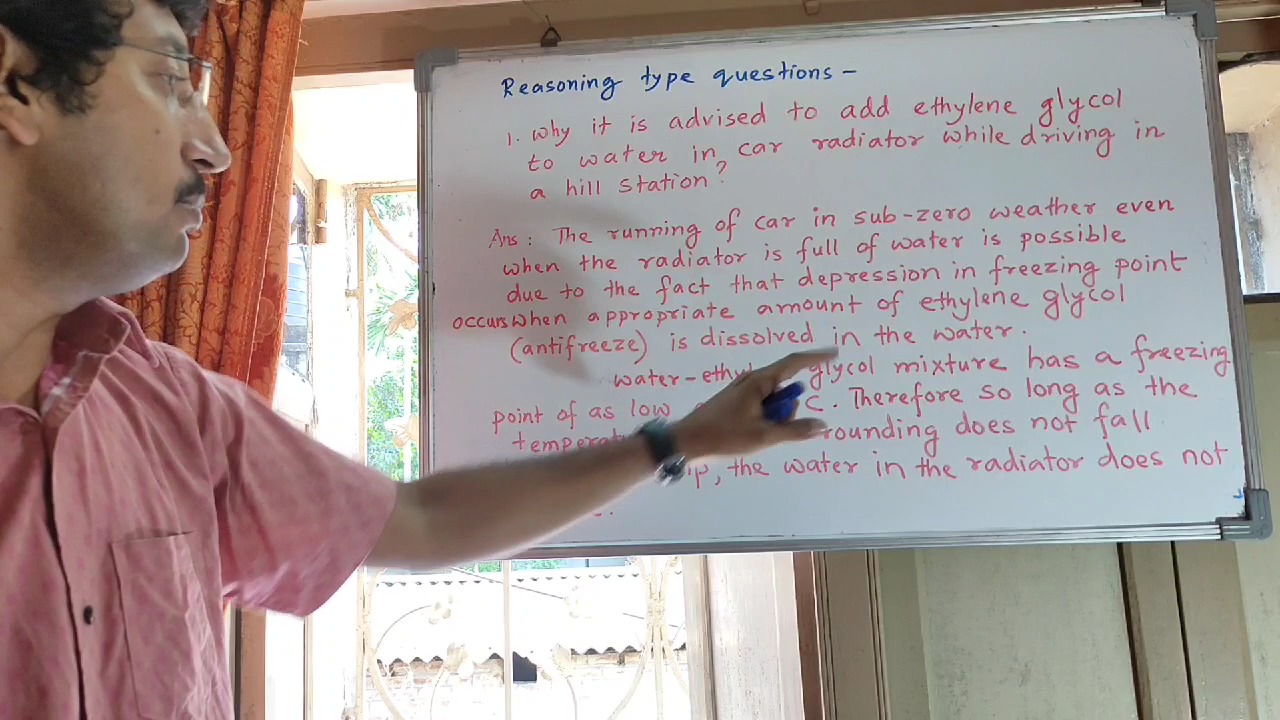 Reasoning type questions -
1. Why it is advised to add ethylene glycol
to water in car radiator while driving in
a hill station?
Ans: The running of car in sub-zero weather even
when the radiator is full of water is possible
due to the fact that depression in freezing point
occurs when appropriate amount of ethylene glycol
(antifreeze) is dissolved in the water.
water-ethyl glycol mixture has a freezing
point of as low c. Therefore so long as the
rounding does not fall
, the water in the radiator does not